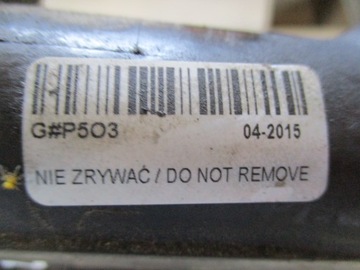 G#P5O3 04-2015
NIE ZRYWAĆ / DO NOT REMOVE